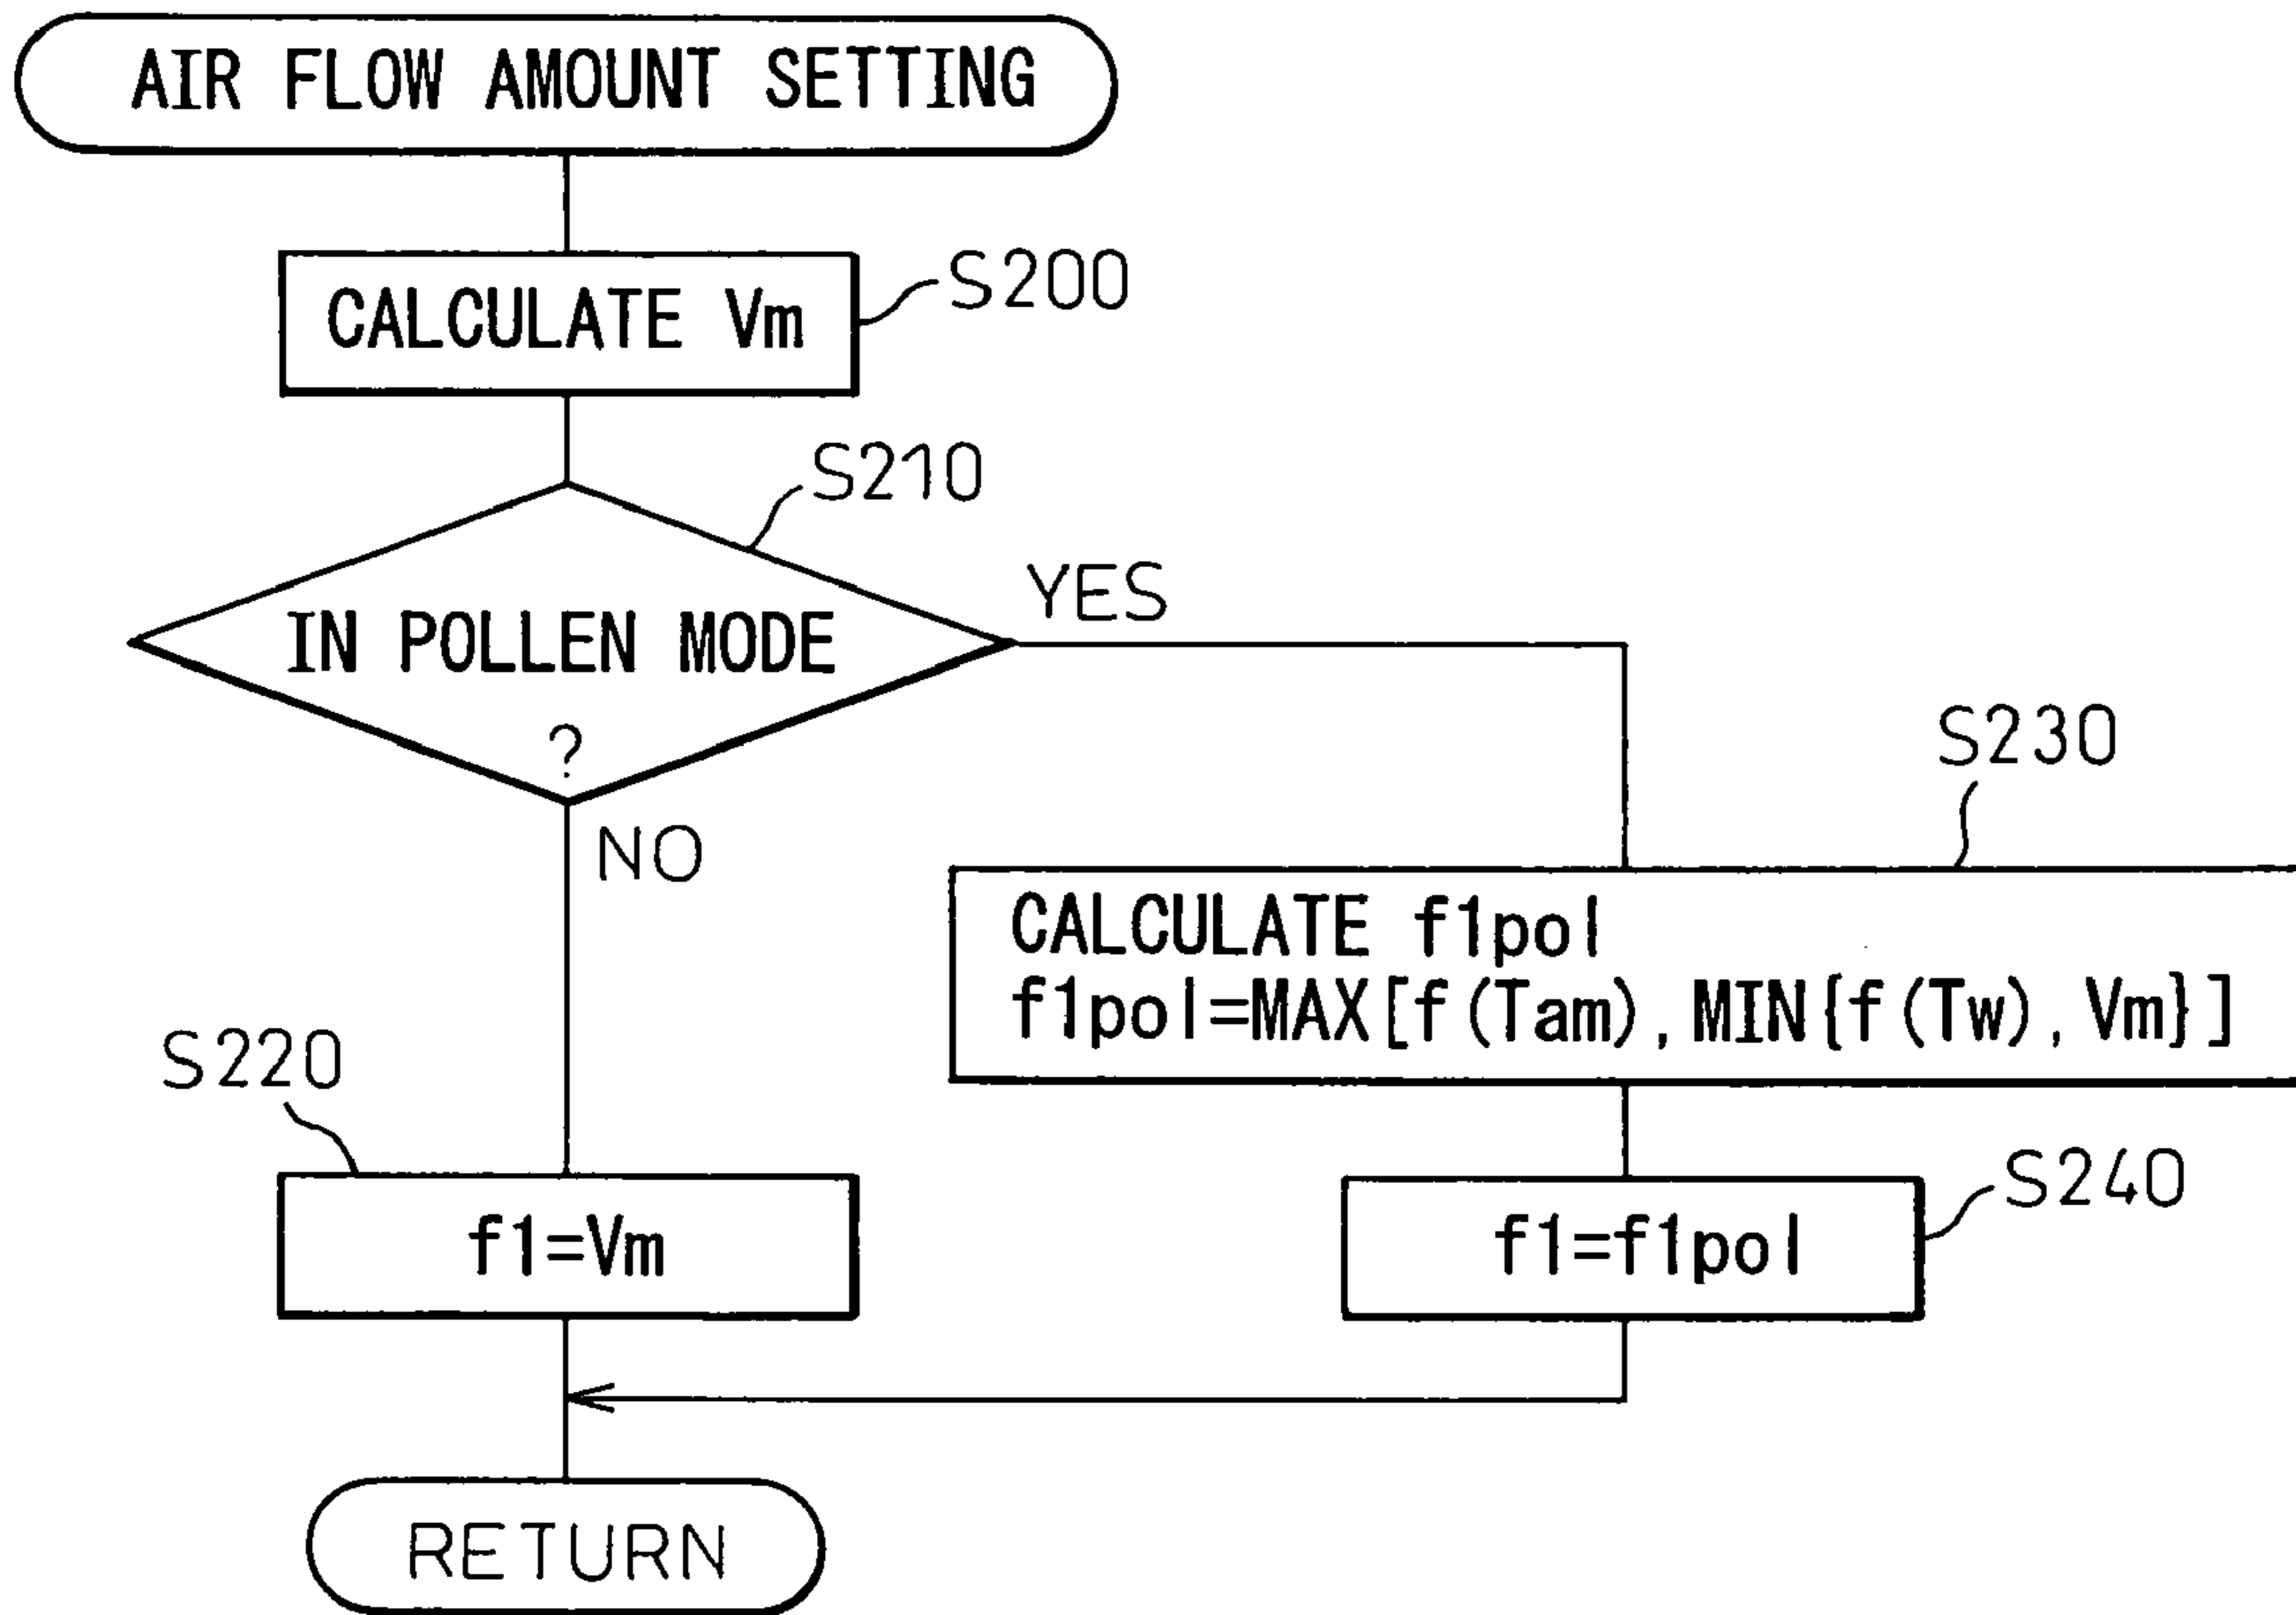 AIR FLOW AMOUNT SETTING
CALCULATE Vm
S200
S210
IN POLLEN MODE
?
YES
NO
S230
CALCULATE f1pol
f1pol=MAX[f(Tam), MIN{f(Tw), Vm}]
S220
f1=Vm
f1=f1pol
S240
RETURN